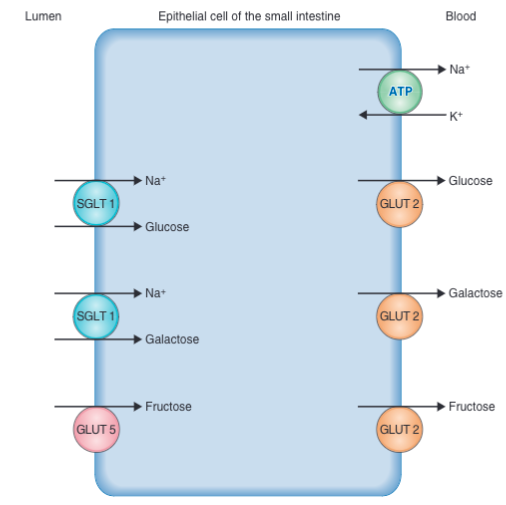 Lumen Epithelial cell of the small intestine Blood
Na⁺
ATP
K⁺
Na⁺ Glucose
SGLT 1 GLUT 2
Glucose
Na⁺ Galactose
SGLT 1 GLUT 2
Galactose
Fructose Fructose
GLUT 5 GLUT 2